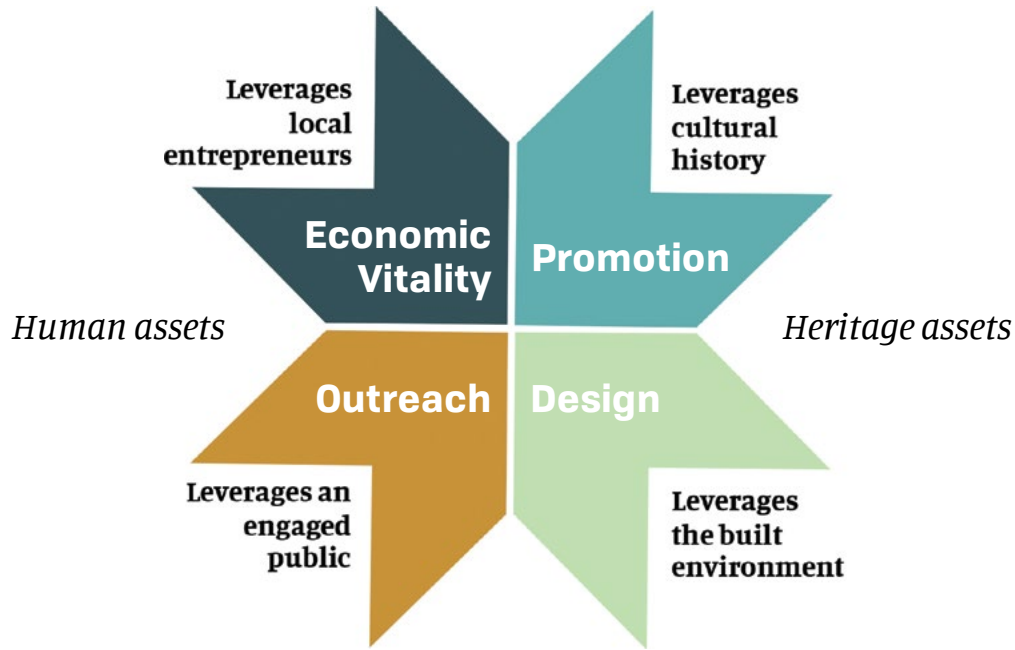 Leverages
local
entrepreneurs
Leverages
cultural
history
Economic
Vitality
Promotion
Human assets
Heritage assets
Outreach
Design
Leverages an
engaged
public
Leverages
the built
environment